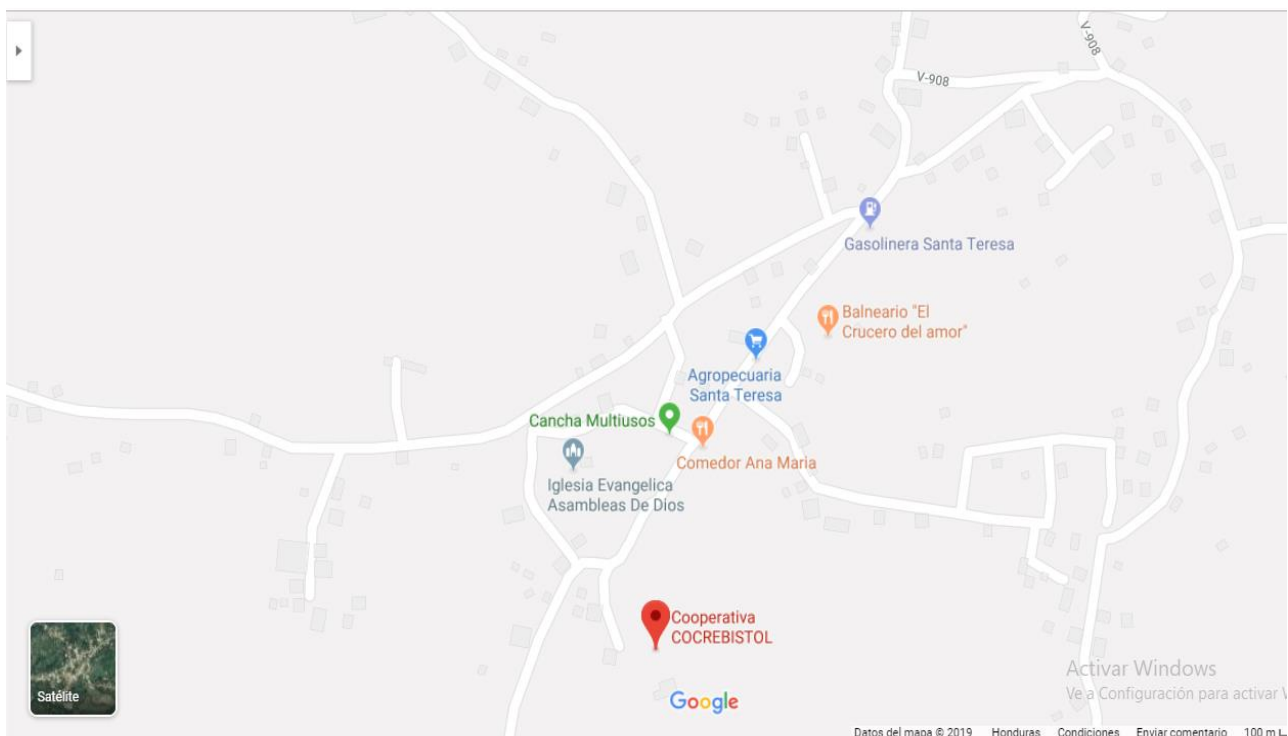 V-908
V-908
Gasolinera Santa Teresa
Balneario "El
Crucero del amor"
Agropecuaria
Santa Teresa
Cancha Multiusos
Comedor Ana Maria
Iglesia Evangelica
Asambleas De Dios
Cooperativa
COCREBISTOL
Satélite
Google
Activar Windows
Ve a Configuración para activar W
Datos del mapa © 2019 Honduras Condiciones Enviar comentario 100 m